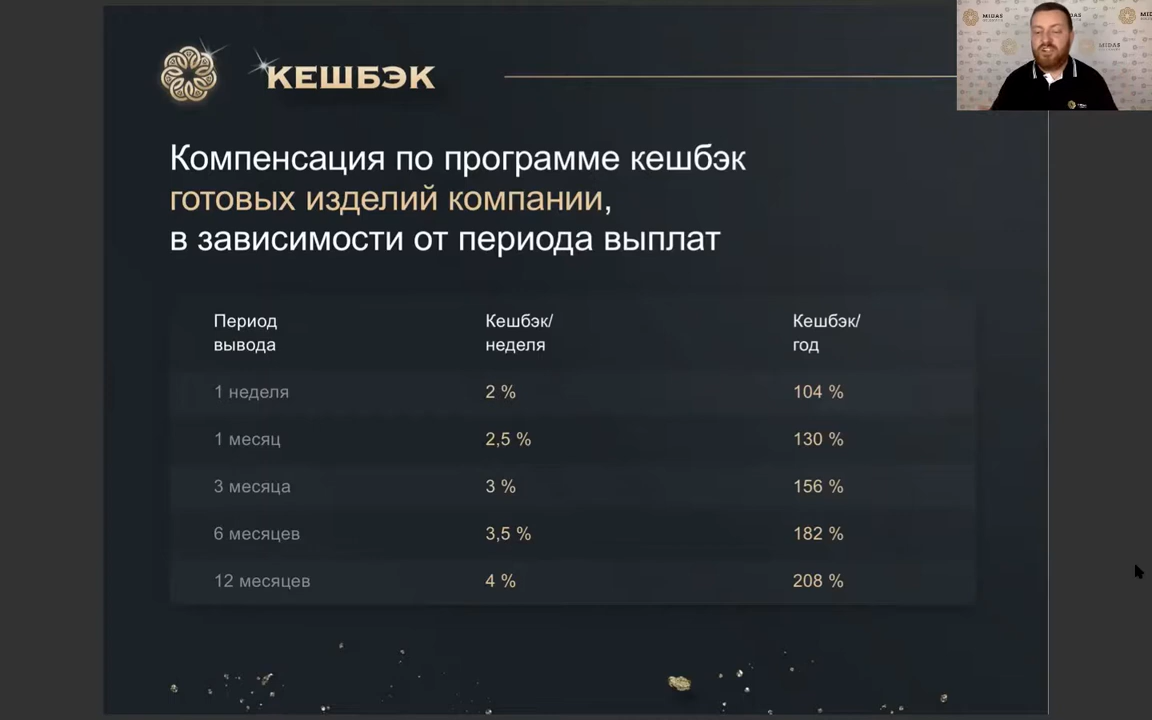 КЕШБЭК
Компенсация по программе кешбэк
готовых изделий компании,
в зависимости от периода выплат
Период вывода
Кешбэк/ неделя
Кешбэк/ год
1 неделя 2 % 104 %
1 месяц 2,5 % 130 %
3 месяца 3 % 156 %
6 месяцев 3,5 % 182 %
12 месяцев 4 % 208 %
MIDAS
MIDAS